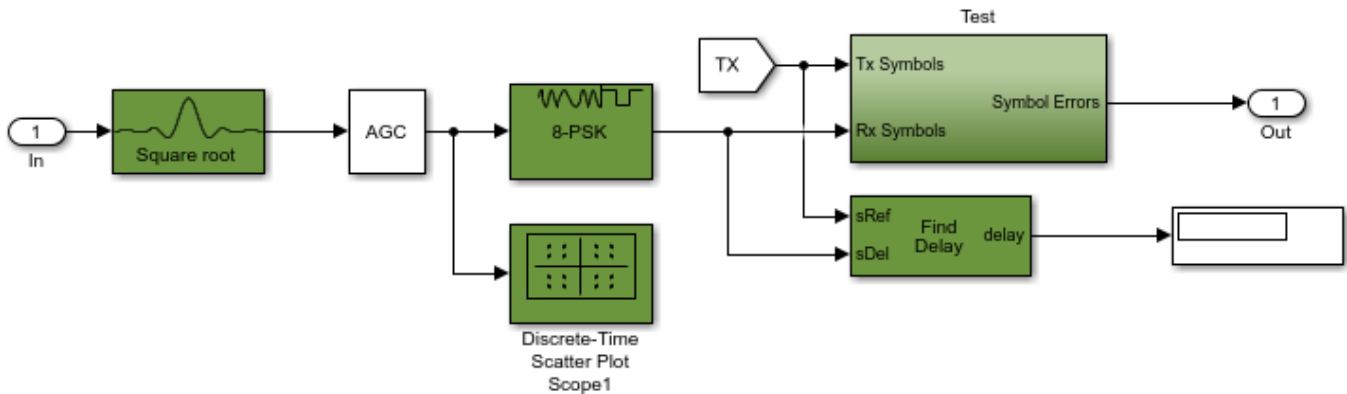 Test
TX
Tx Symbols
Symbol Errors
Rx Symbols
1
In
Square root
AGC
8-PSK
1
Out
sRef
sDel
Find
Delay
delay
Discrete-Time
Scatter Plot
Scope1